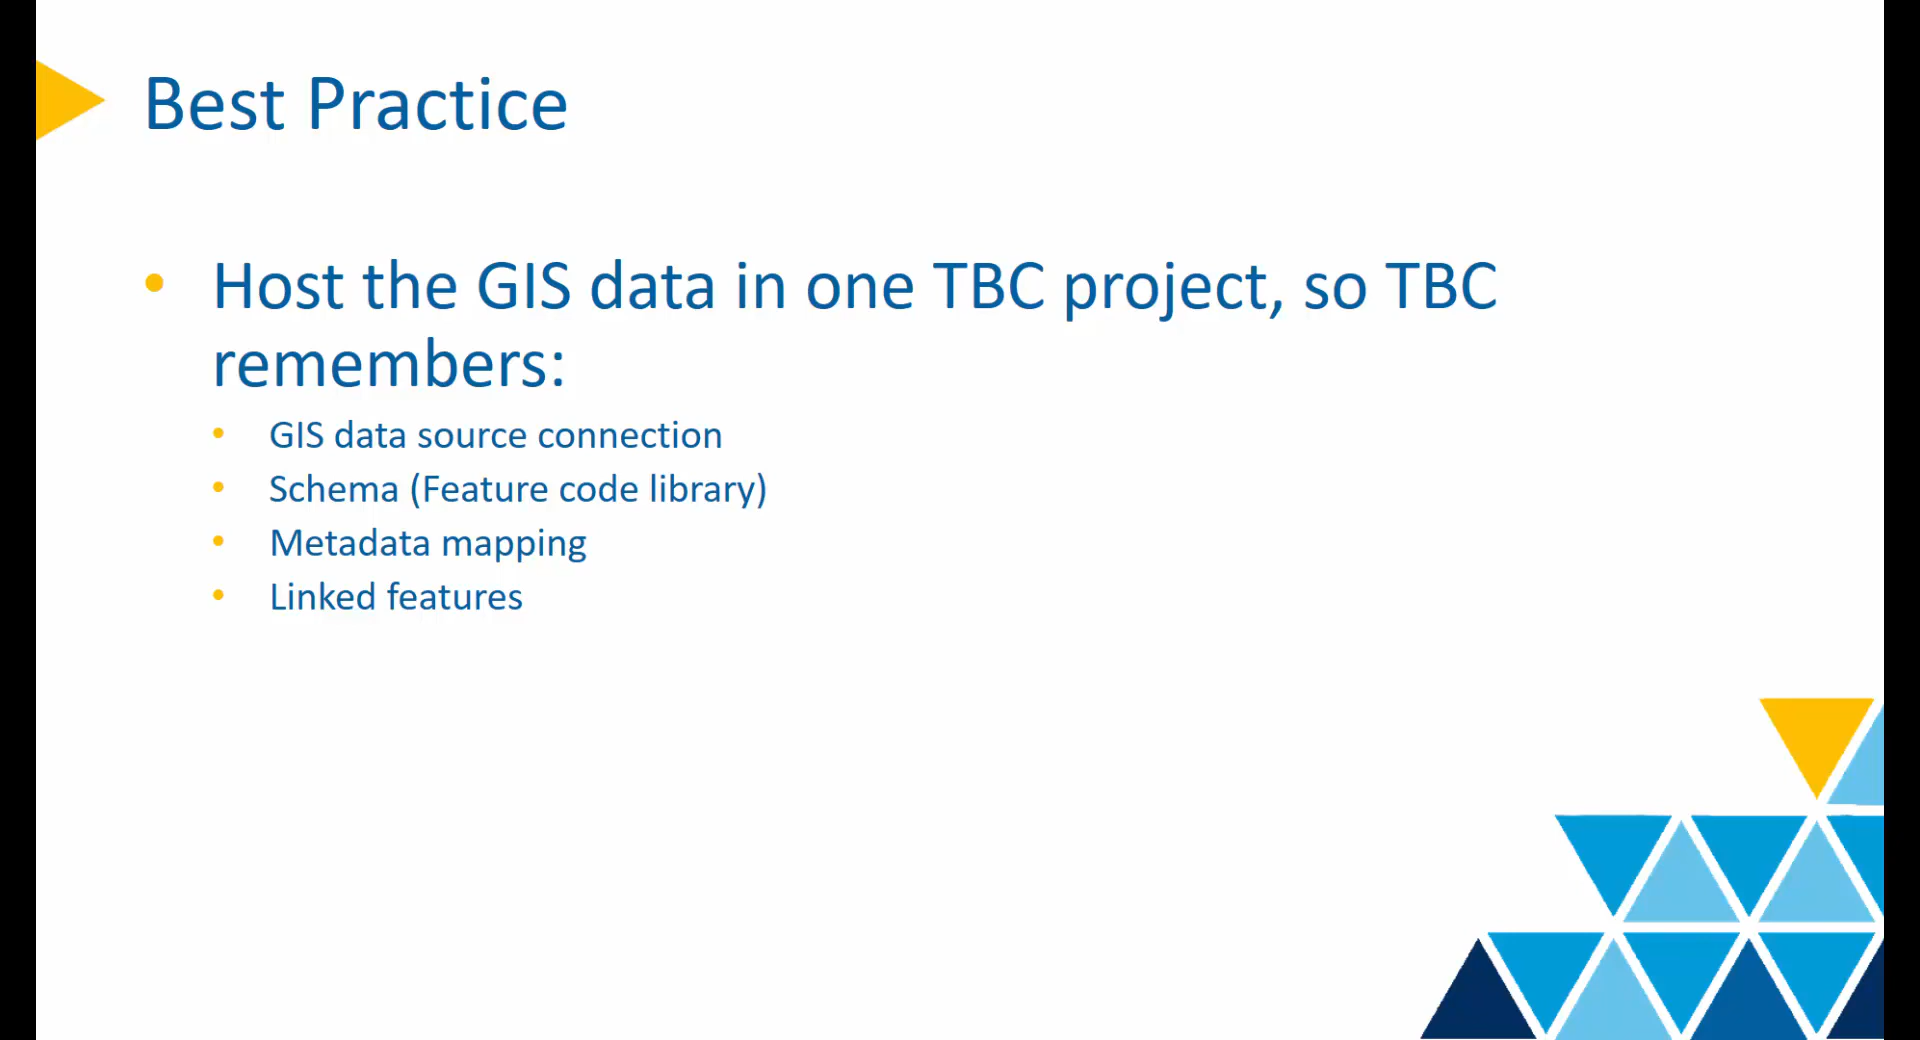 Best Practice
• Host the GIS data in one TBC project, so TBC
remembers:
• GIS data source connection
• Schema (Feature code library)
• Metadata mapping
• Linked features